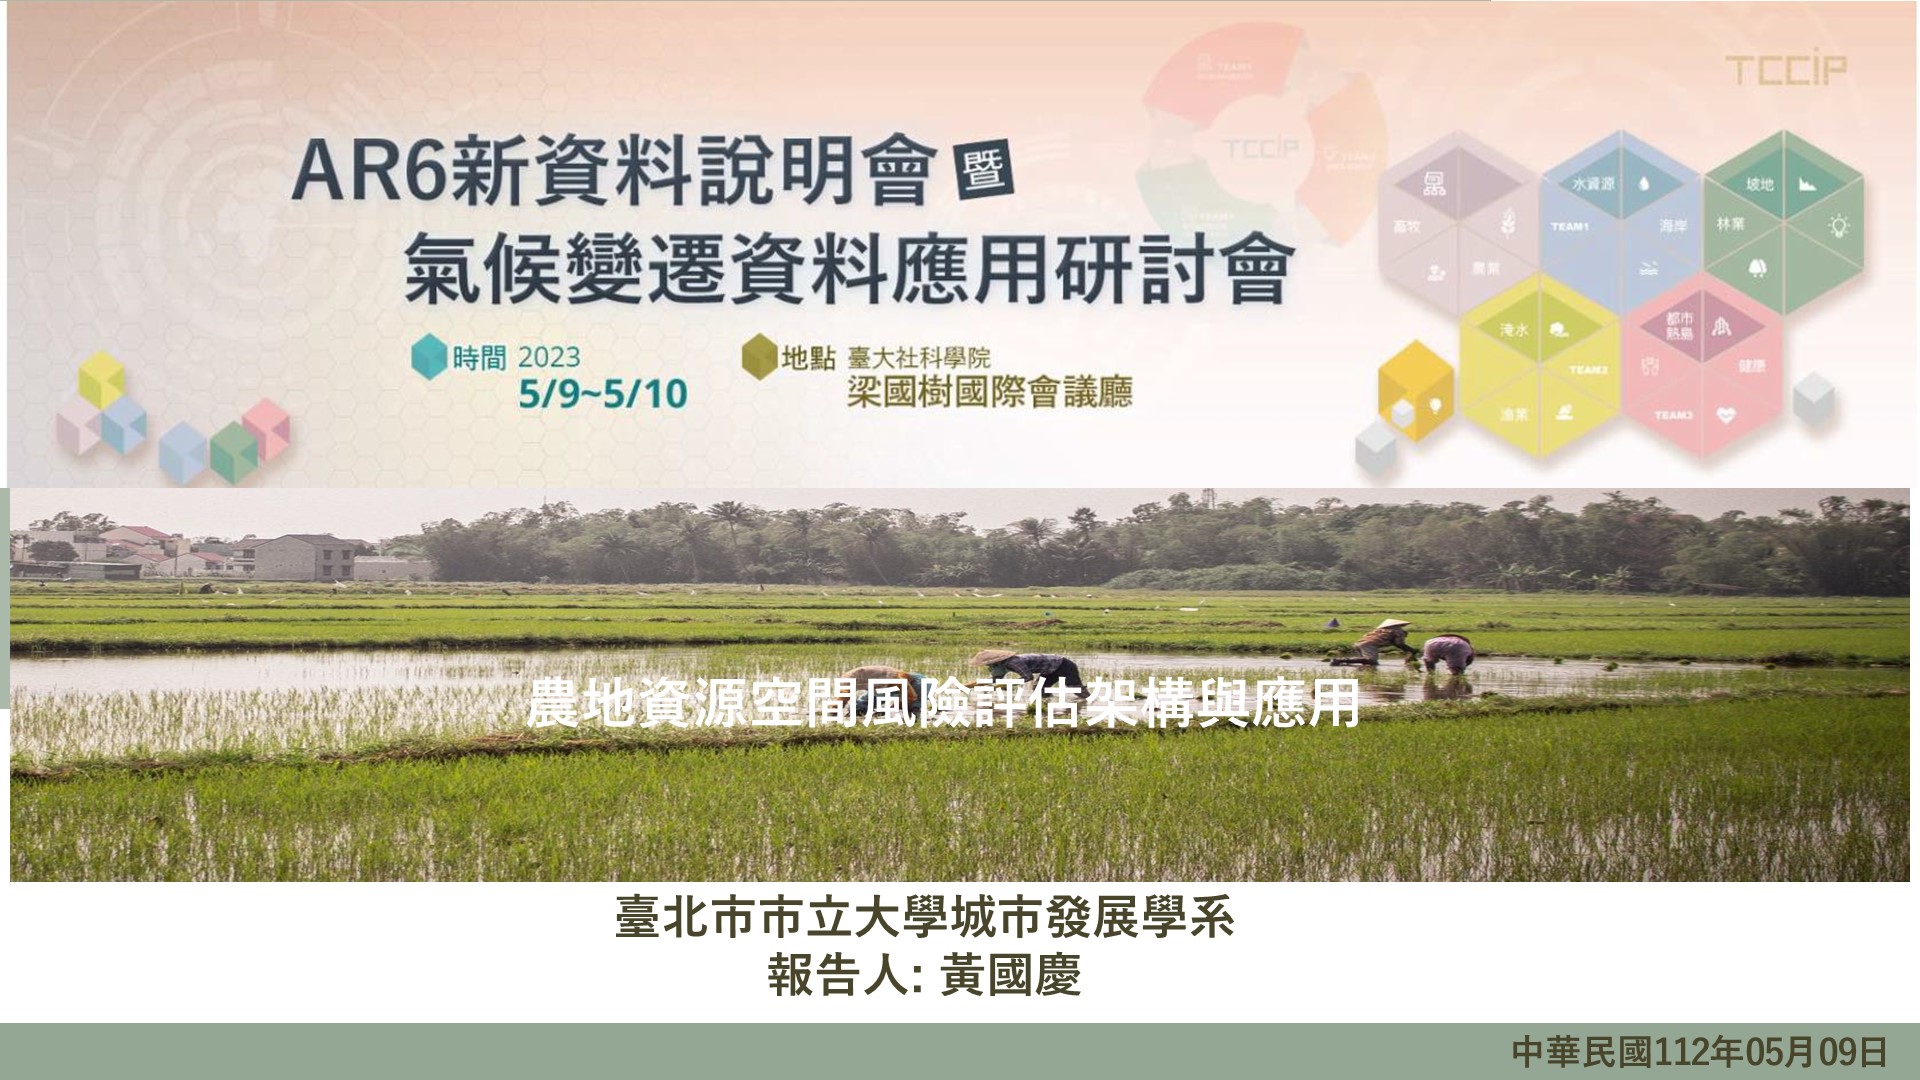 TCCIP
AR6新資料說明會暨
氣候變遷資料應用研討會
時間 2023
5/9~5/10
地點 臺大社科學院
梁國樹國際會議廳
TEAM1
TCCIP
水資源
坡地
畜牧
TEAM1
海岸
林業
農業
淹水
都市
熱島
TEAM2
健康
漁業
TEAM3
農地資源空間風險評估架構與應用
臺北市市立大學城市發展學系
報告人: 黃國慶
中華民國112年05月09日